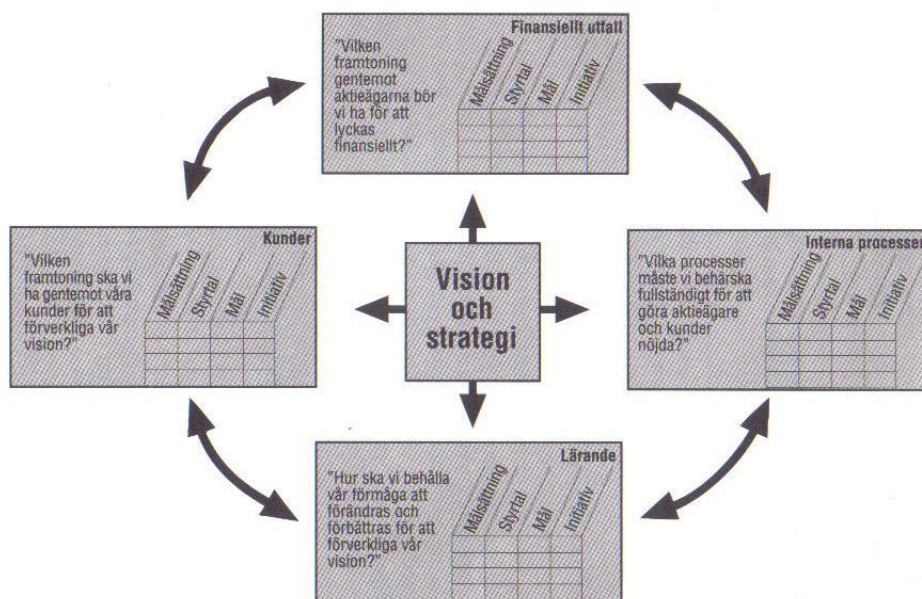 Finansiellt utfall
"Vilken
framtoning
gentemot
aktieägarna bör
vi ha för att
lyckas
finansiellt?"
Målsättning
Styrtal
Mål
Initiativ
Kunder
"Vilken
framtoning ska vi
ha gentemot våra
kunder för att
förverkliga vår
vision?"
Målsättning
Styrtal
Mål
Initiativ
Vision
och
strategi
Interna processer
"Vilka processer
måste vi behärska
fullständigt för att
göra aktieägare
och kunder
nöjda?"
Målsättning
Styrtal
Mål
Initiativ
Lärande
"Hur ska vi behålla
vår förmåga att
förändras och
förbättras för att
förverkliga vår
vision?"
Målsättning
Styrtal
Mål
Initiativ